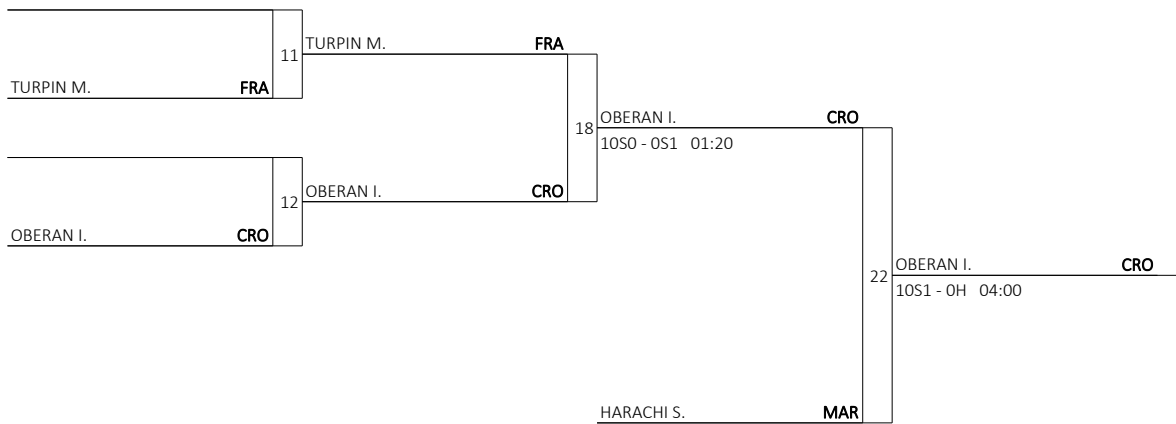 11
TURPIN M. FRA
TURPIN M. FRA
18
OBERAN I. CRO
10S0 - 0S1 01:20
12
OBERAN I. CRO
OBERAN I. CRO
22
OBERAN I. CRO
10S1 - 0H 04:00
HARACHI S. MAR